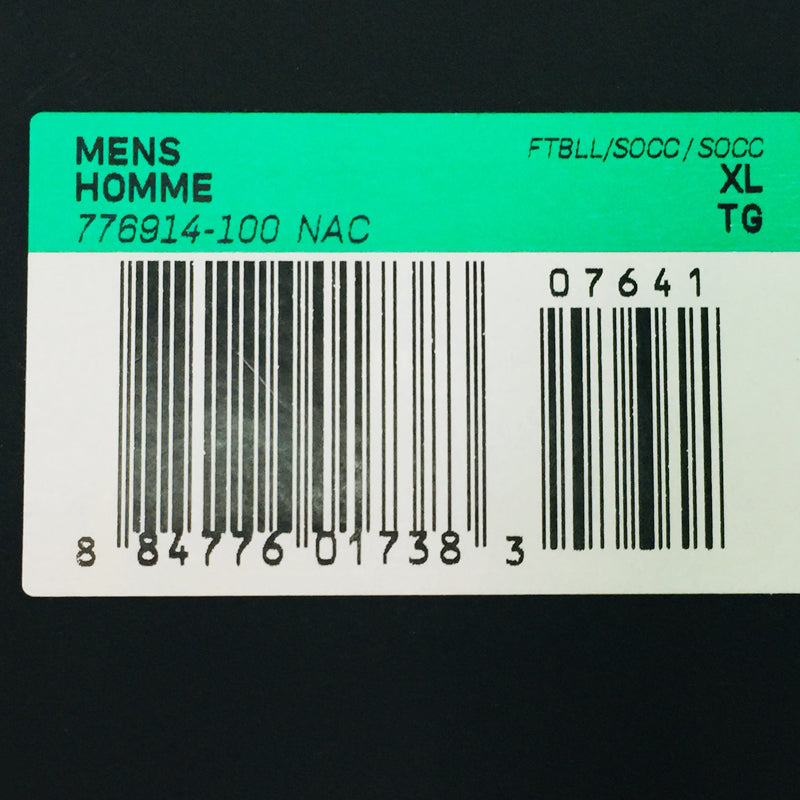 MENS
HOMME
776914-100 NAC
FTBLL/SOCC/SOCC
XL
TG
07641
8 84776 01738 3